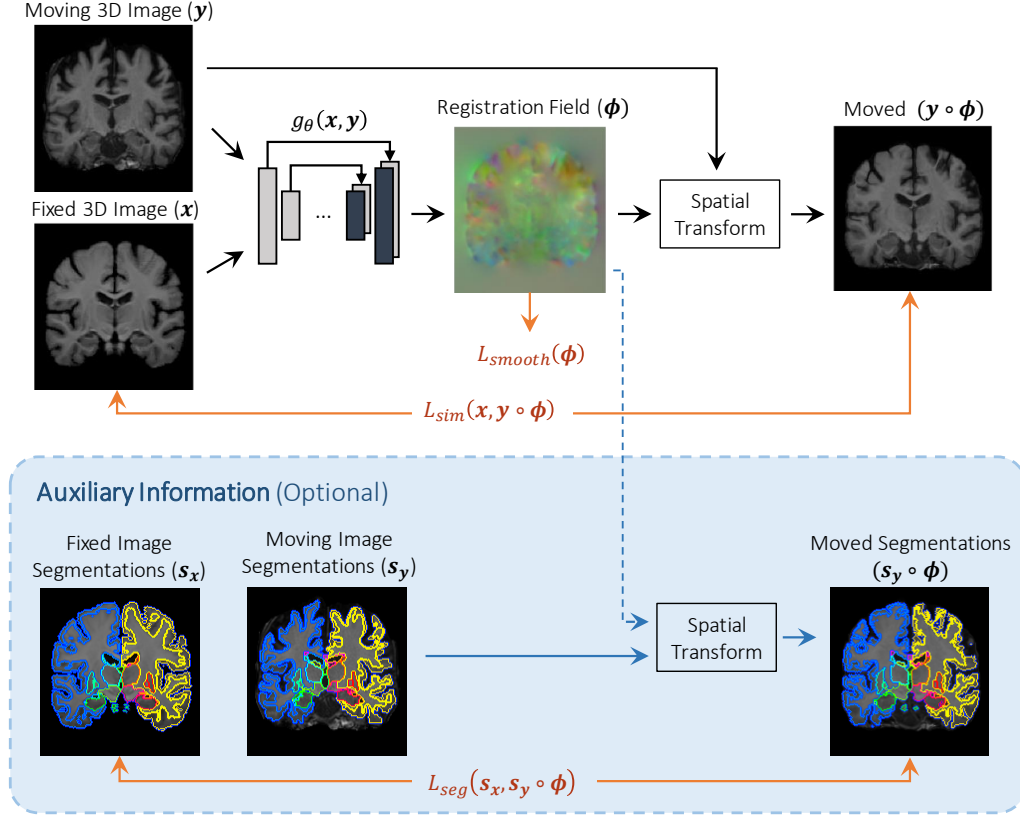 Moving 3D Image (y)
g_θ(x, y)
Registration Field (ϕ)
Moved (y ∘ ϕ)
Fixed 3D Image (x)
...
Spatial
Transform
L_smooth(ϕ)
L_sim(x, y ∘ ϕ)
Auxiliary Information (Optional)
Fixed Image
Segmentations (s_x)
Moving Image
Segmentations (s_y)
Moved Segmentations
(s_y ∘ ϕ)
Spatial
Transform
L_seg(s_x, s_y ∘ ϕ)